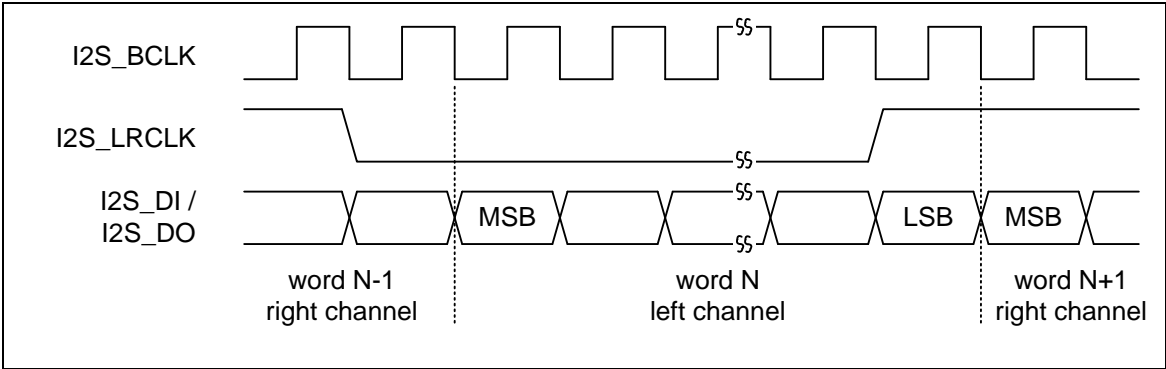 I2S_BCLK
I2S_LRCLK
I2S_DI /
I2S_DO
MSB
LSB
MSB
word N-1
right channel
word N
left channel
word N+1
right channel